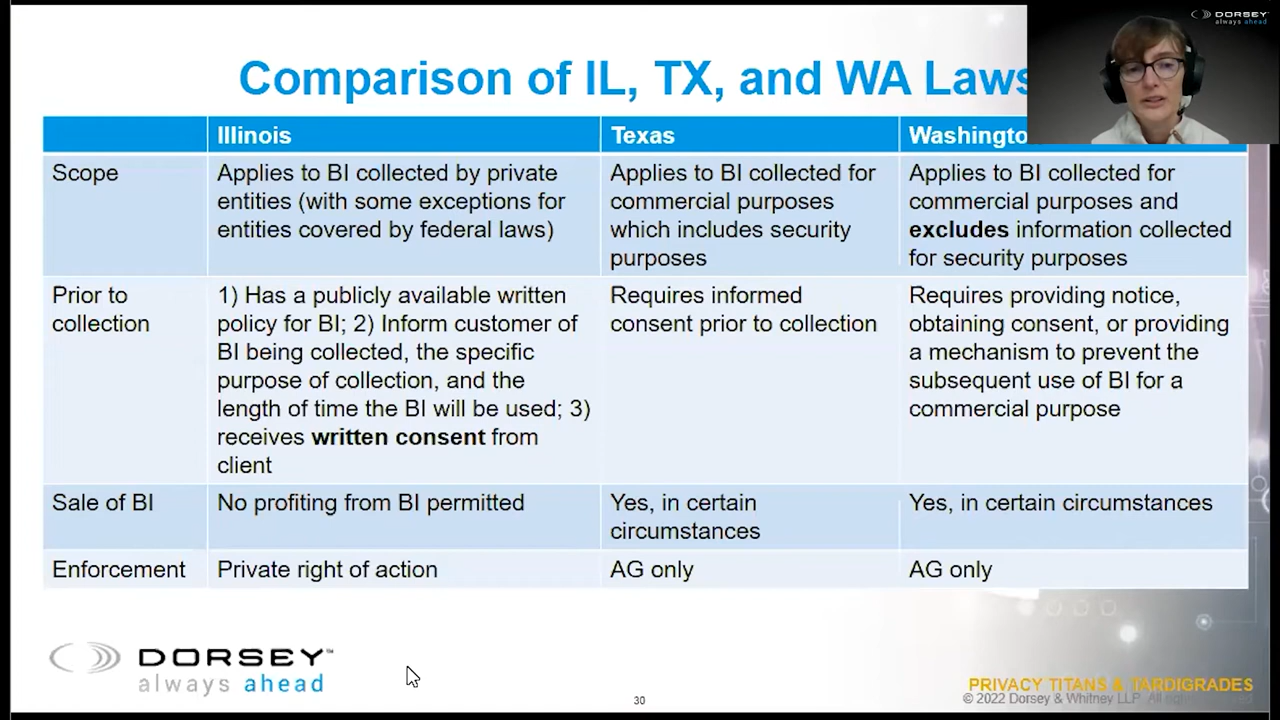 DORSEY
always ahead
Comparison of IL, TX, and WA Laws
Illinois
Texas
Scope
Applies to BI collected by private
entities (with some exceptions for
entities covered by federal laws)
Applies to BI collected for
commercial purposes
which includes security
purposes
Applies to BI collected for
commercial purposes and
excludes information collected
for security purposes
Prior to
collection
1) Has a publicly available written
policy for BI; 2) Inform customer of
BI being collected, the specific
purpose of collection, and the
length of time the BI will be used; 3)
receives written consent from
client
Requires informed
consent prior to collection
Requires providing notice,
obtaining consent, or providing
a mechanism to prevent the
subsequent use of BI for a
commercial purpose
Sale of BI
No profiting from BI permitted
Yes, in certain
circumstances
Yes, in certain circumstances
Enforcement
Private right of action
AG only
AG only
DORSEY™
always ahead
30
PRIVACY TITANS & TARDIGRADES
© 2022 Dorsey & Whitney LLP. All rights reserved